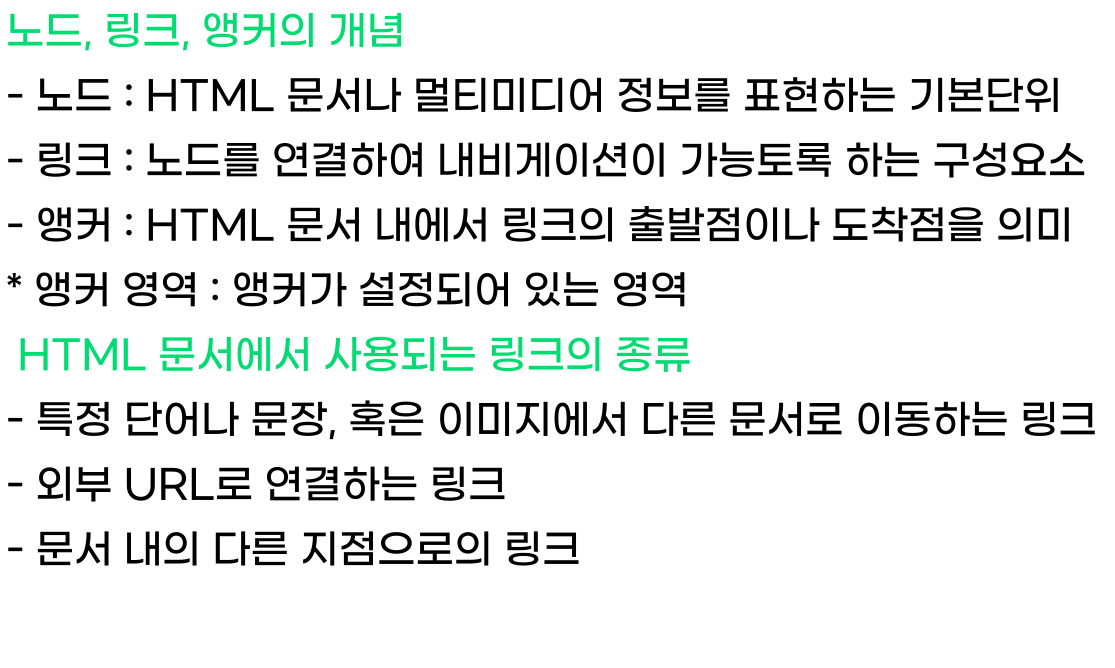 노드, 링크, 앵커의 개념
- 노드 : HTML 문서나 멀티미디어 정보를 표현하는 기본단위
- 링크 : 노드를 연결하여 내비게이션이 가능토록 하는 구성요소
- 앵커 : HTML 문서 내에서 링크의 출발점이나 도착점을 의미
* 앵커 영역 : 앵커가 설정되어 있는 영역
HTML 문서에서 사용되는 링크의 종류
- 특정 단어나 문장, 혹은 이미지에서 다른 문서로 이동하는 링크
- 외부 URL로 연결하는 링크
- 문서 내의 다른 지점으로의 링크